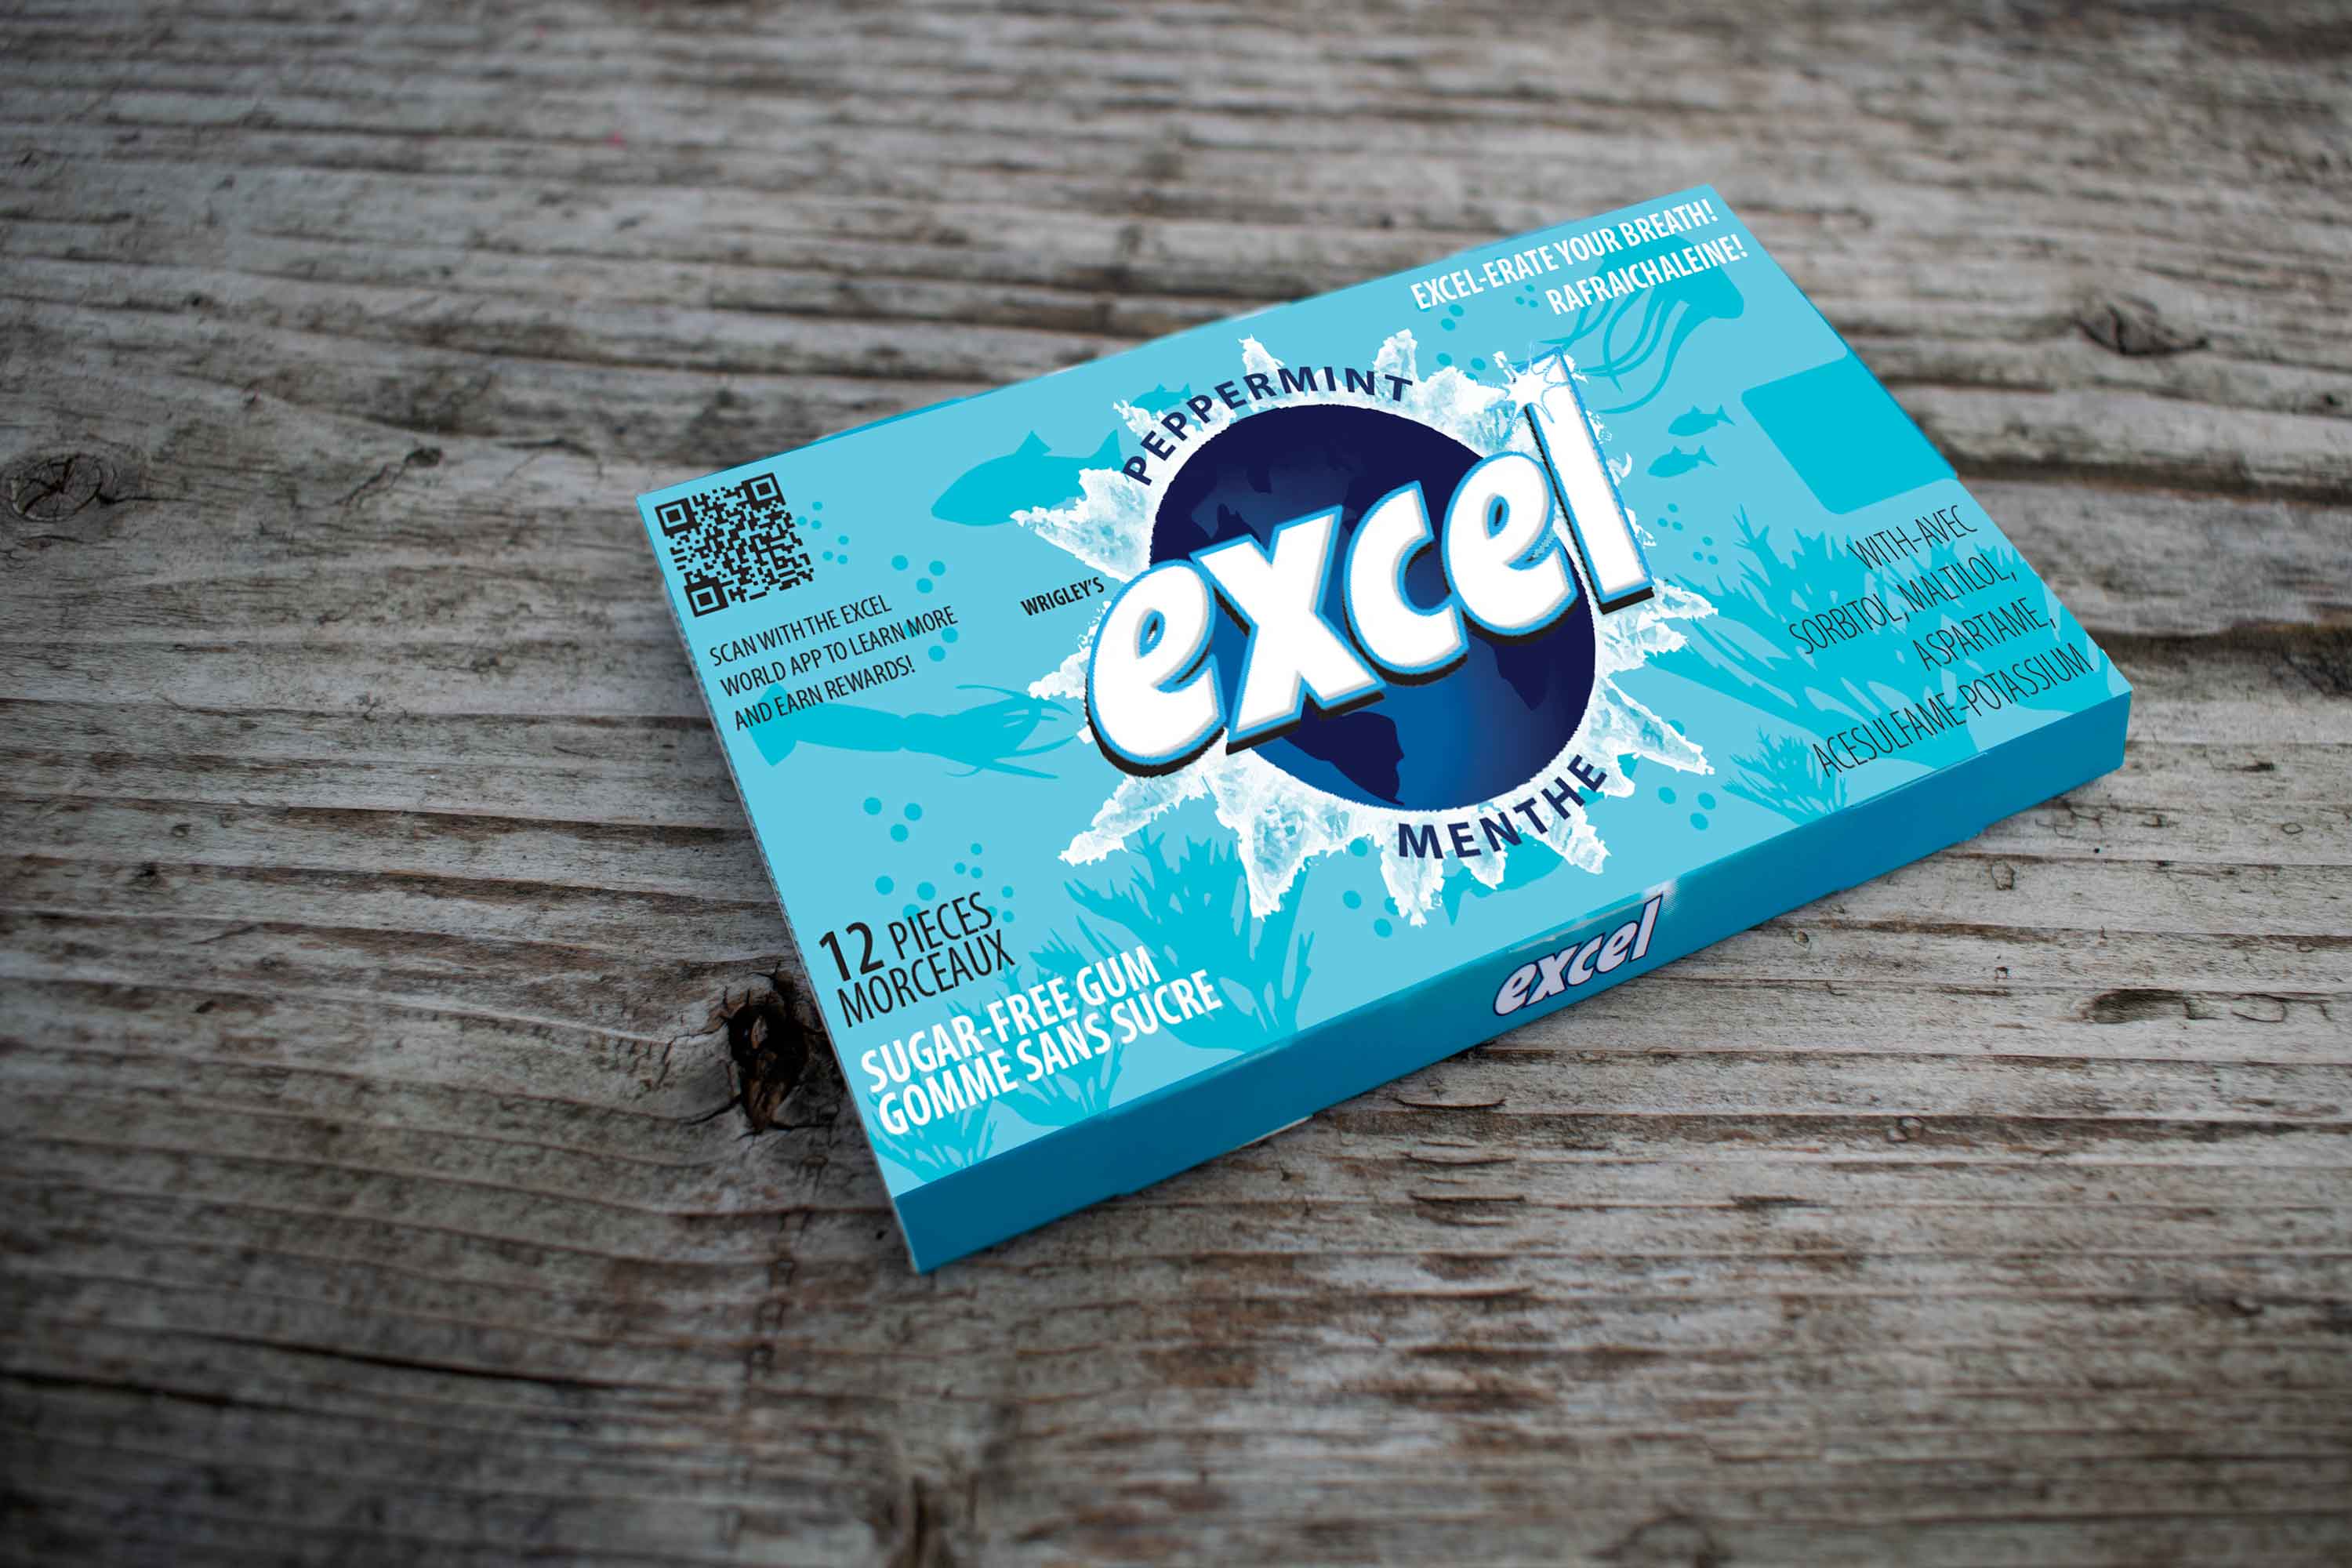 EXCEL-ERATE YOUR BREATH!
RAFRAICHALEINE!
PEPPERMINT
WRIGLEY'S
excel
MENTHE
SCAN WITH THE EXCEL
WORLD APP TO LEARN MORE
AND EARN REWARDS!
WITH-AVEC
SORBITOL, MALTILOL,
ASPARTAME,
ACESULFAME-POTASSIUM
12 PIECES
MORCEAUX
SUGAR-FREE GUM
GOMME SANS SUCRE
excel